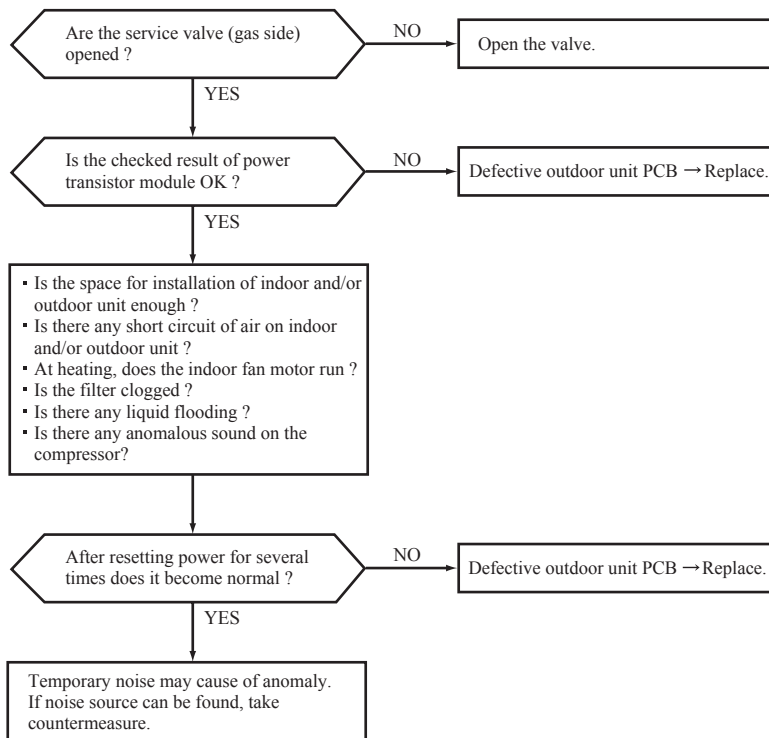 Are the service valve (gas side)
opened ?
NO
Open the valve.
YES
Is the checked result of power
transistor module OK ?
NO
Defective outdoor unit PCB → Replace.
YES
▪ Is the space for installation of indoor and/or
outdoor unit enough ?
▪ Is there any short circuit of air on indoor
and/or outdoor unit ?
▪ At heating, does the indoor fan motor run ?
▪ Is the filter clogged ?
▪ Is there any liquid flooding ?
▪ Is there any anomalous sound on the
compressor?
After resetting power for several
times does it become normal ?
NO
Defective outdoor unit PCB → Replace.
YES
Temporary noise may cause of anomaly.
If noise source can be found, take
countermeasure.